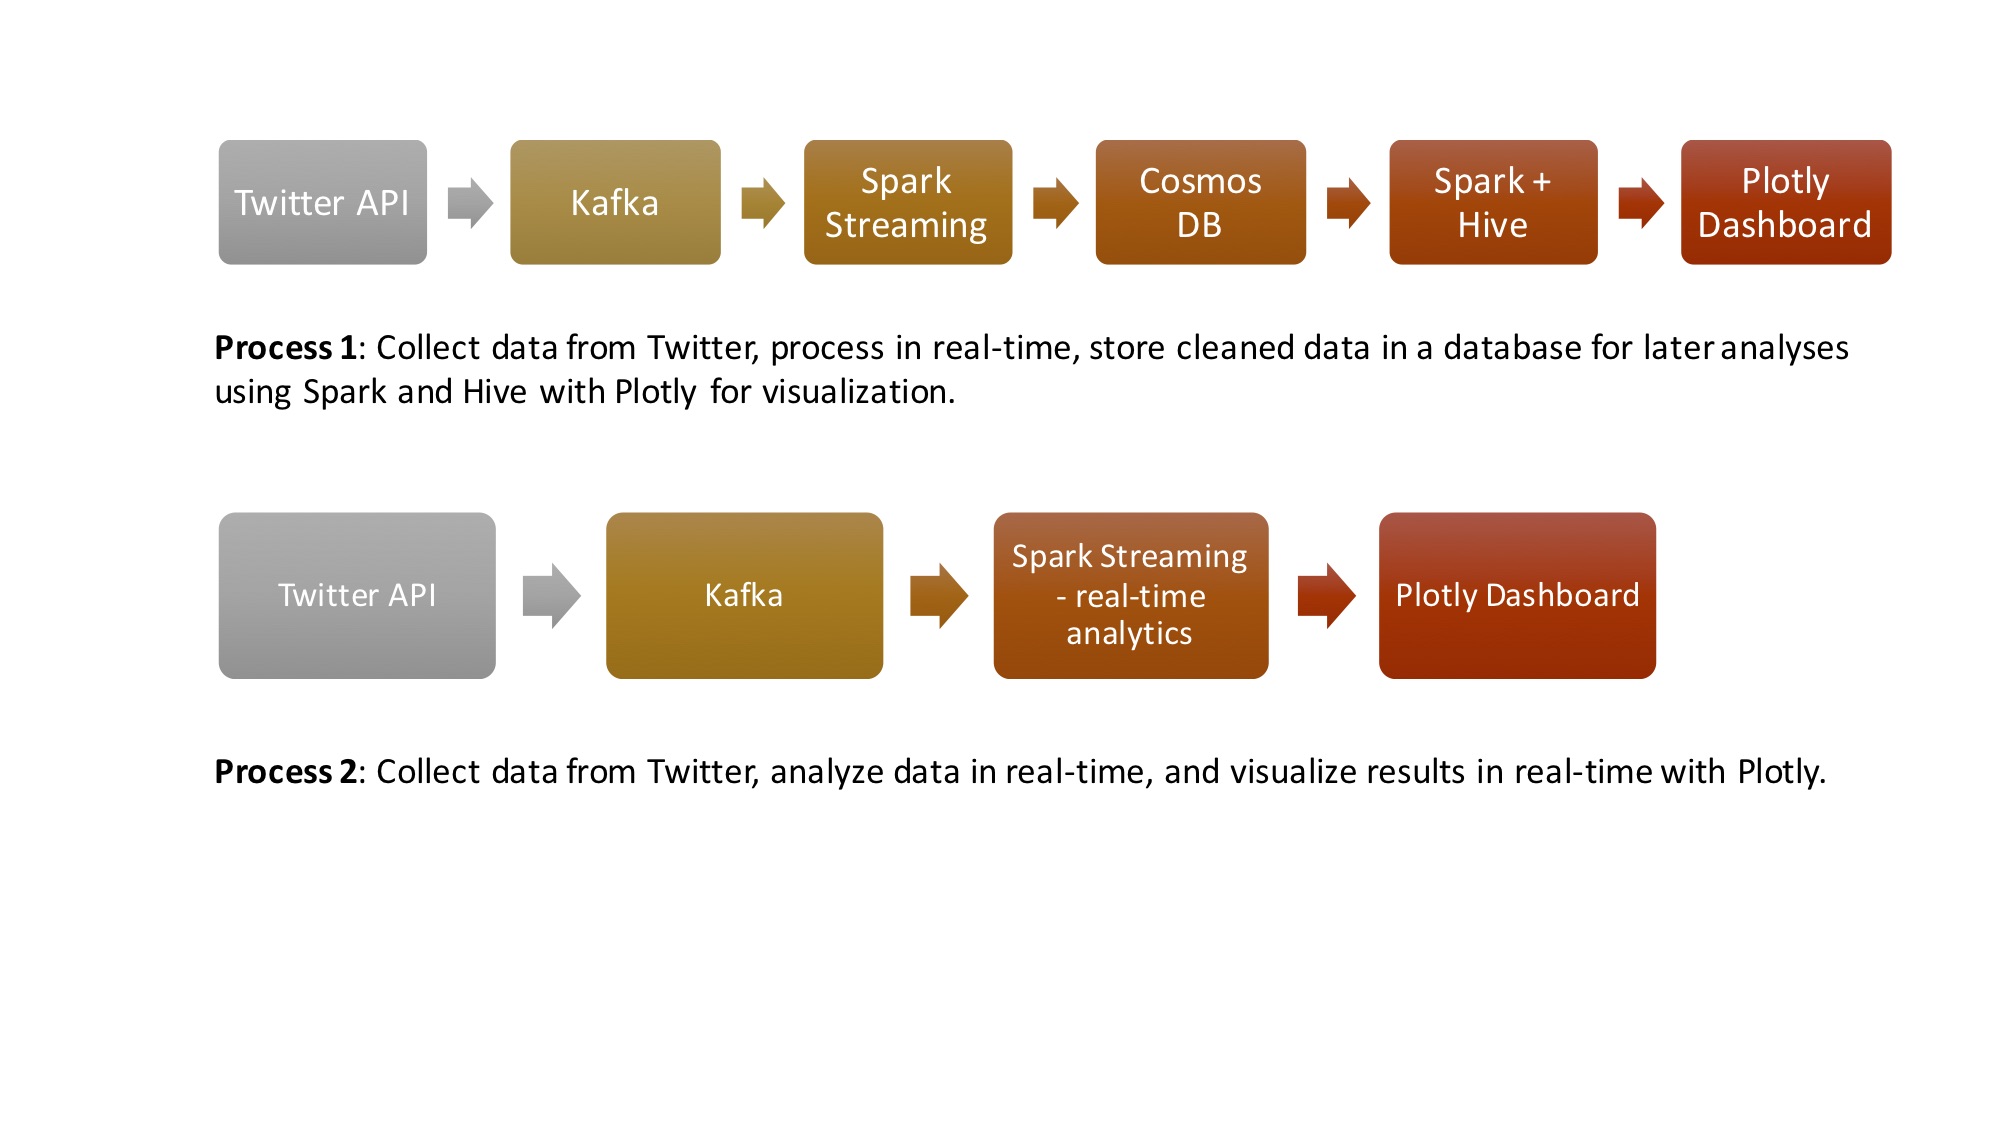 Twitter API
Kafka
Spark
Streaming
Cosmos
DB
Spark +
Hive
Plotly
Dashboard
Process 1: Collect data from Twitter, process in real-time, store cleaned data in a database for later analyses
using Spark and Hive with Plotly for visualization.
Twitter API
Kafka
Spark Streaming
- real-time
analytics
Plotly Dashboard
Process 2: Collect data from Twitter, analyze data in real-time, and visualize results in real-time with Plotly.